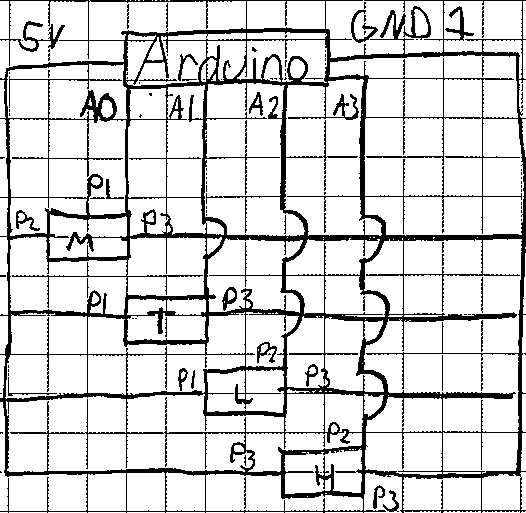 5V Arduino GND 1
A0 A1 A2 A3
P1
P2 M P3
P1 T P3
P2
P1 L P3
P2
P3 H
P3